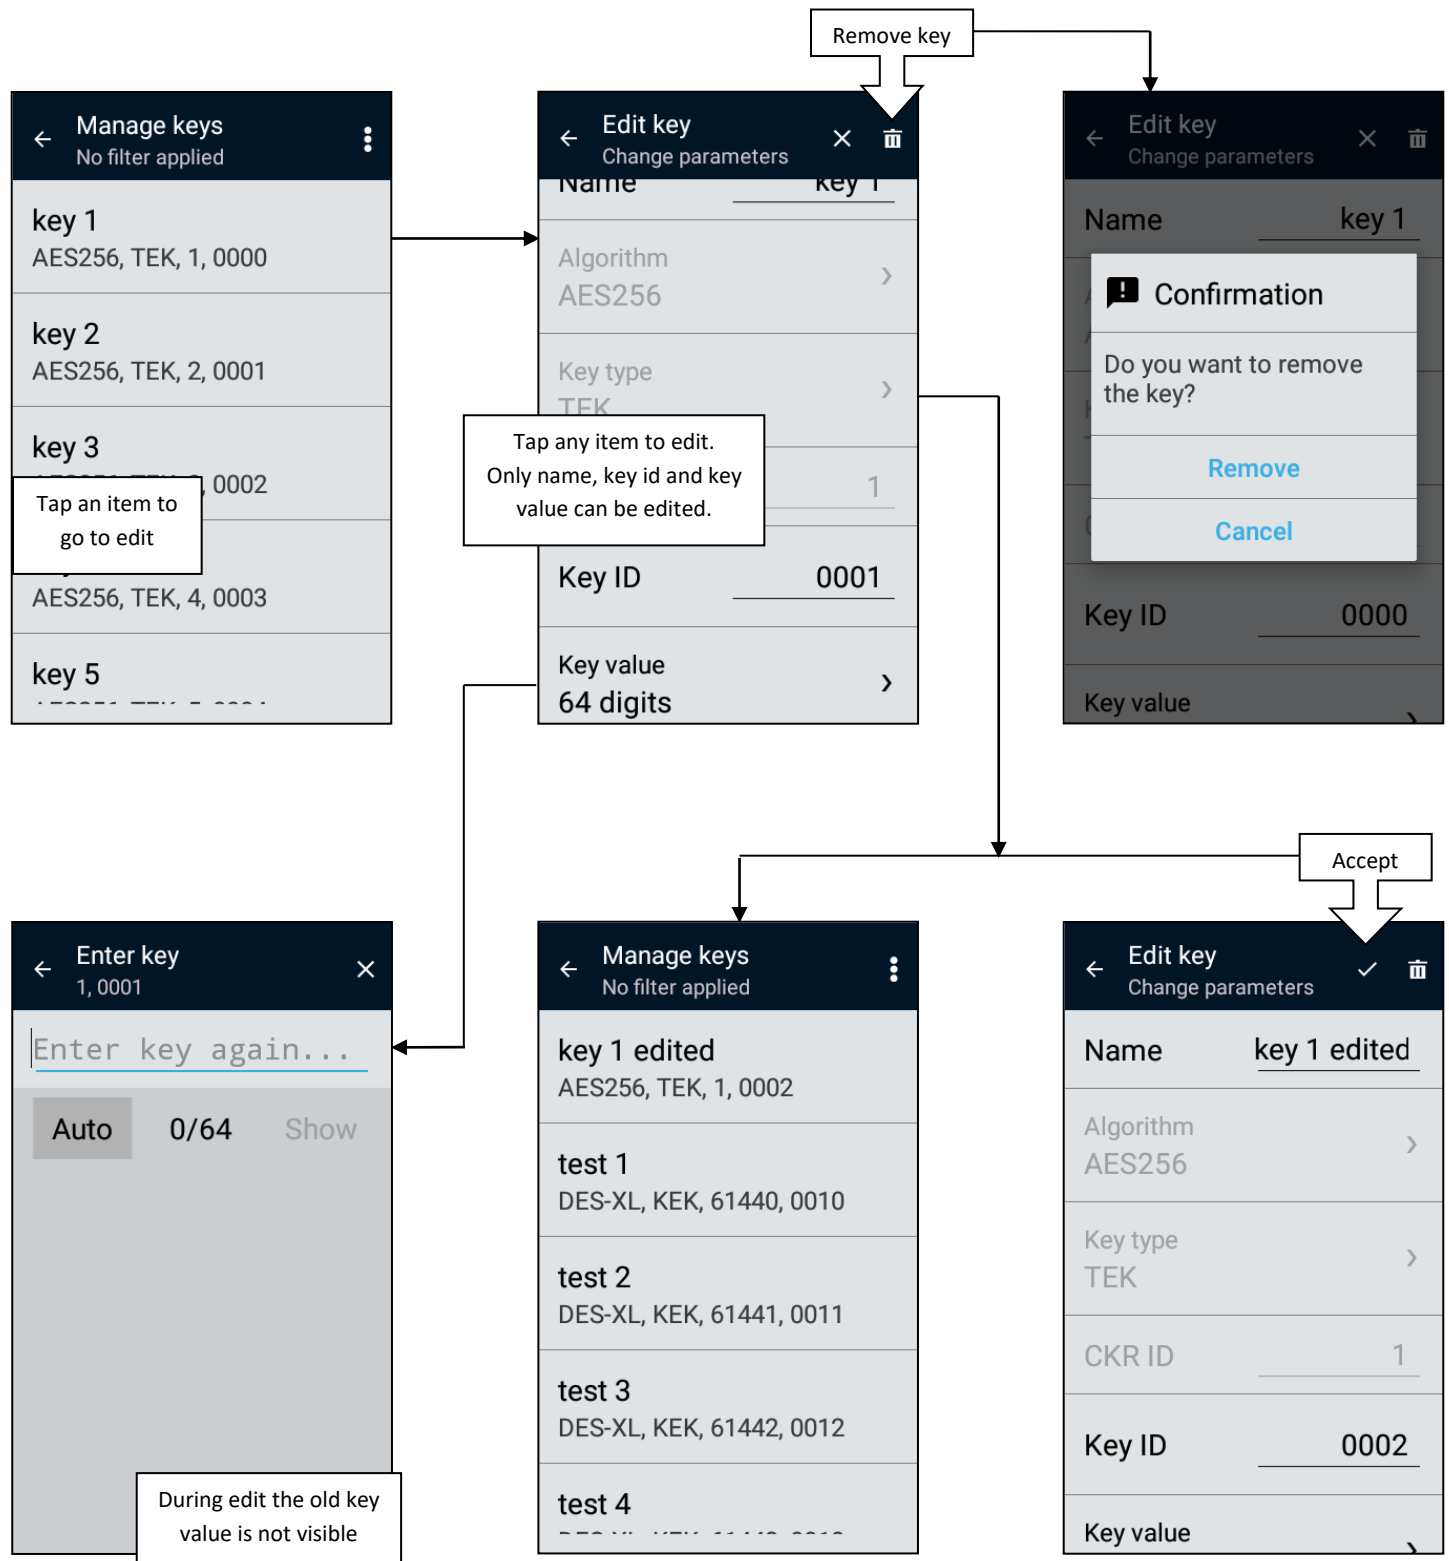 Remove key
Manage keys
No filter applied
key 1
AES256, TEK, 1, 0000
key 2
AES256, TEK, 2, 0001
key 3
0002
Tap an item to
go to edit
AES256, TEK, 4, 0003
key 5
Edit key
Change parameters
Name key 1
Algorithm
AES256
Key type
TEK
Tap any item to edit.
Only name, key id and key
value can be edited.
1
Key ID 0001
Key value
64 digits
Edit key
Change parameters
Name key 1
Confirmation
Do you want to remove
the key?
Remove
Cancel
Key ID 0000
Key value
Accept
Enter key
1, 0001
Enter key again...
Auto 0/64 Show
During edit the old key
value is not visible
Manage keys
No filter applied
key 1 edited
AES256, TEK, 1, 0002
test 1
DES-XL, KEK, 61440, 0010
test 2
DES-XL, KEK, 61441, 0011
test 3
DES-XL, KEK, 61442, 0012
test 4
Edit key
Change parameters
Name key 1 edited
Algorithm
AES256
Key type
TEK
CKR ID 1
Key ID 0002
Key value